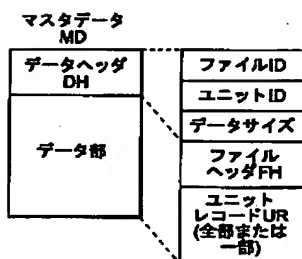 マスタデータ
MD
データヘッダ
DH
データ部
ファイルID
ユニットID
データサイズ
ファイル
ヘッダFH
ユニット
レコードUR
(全部または
一部)